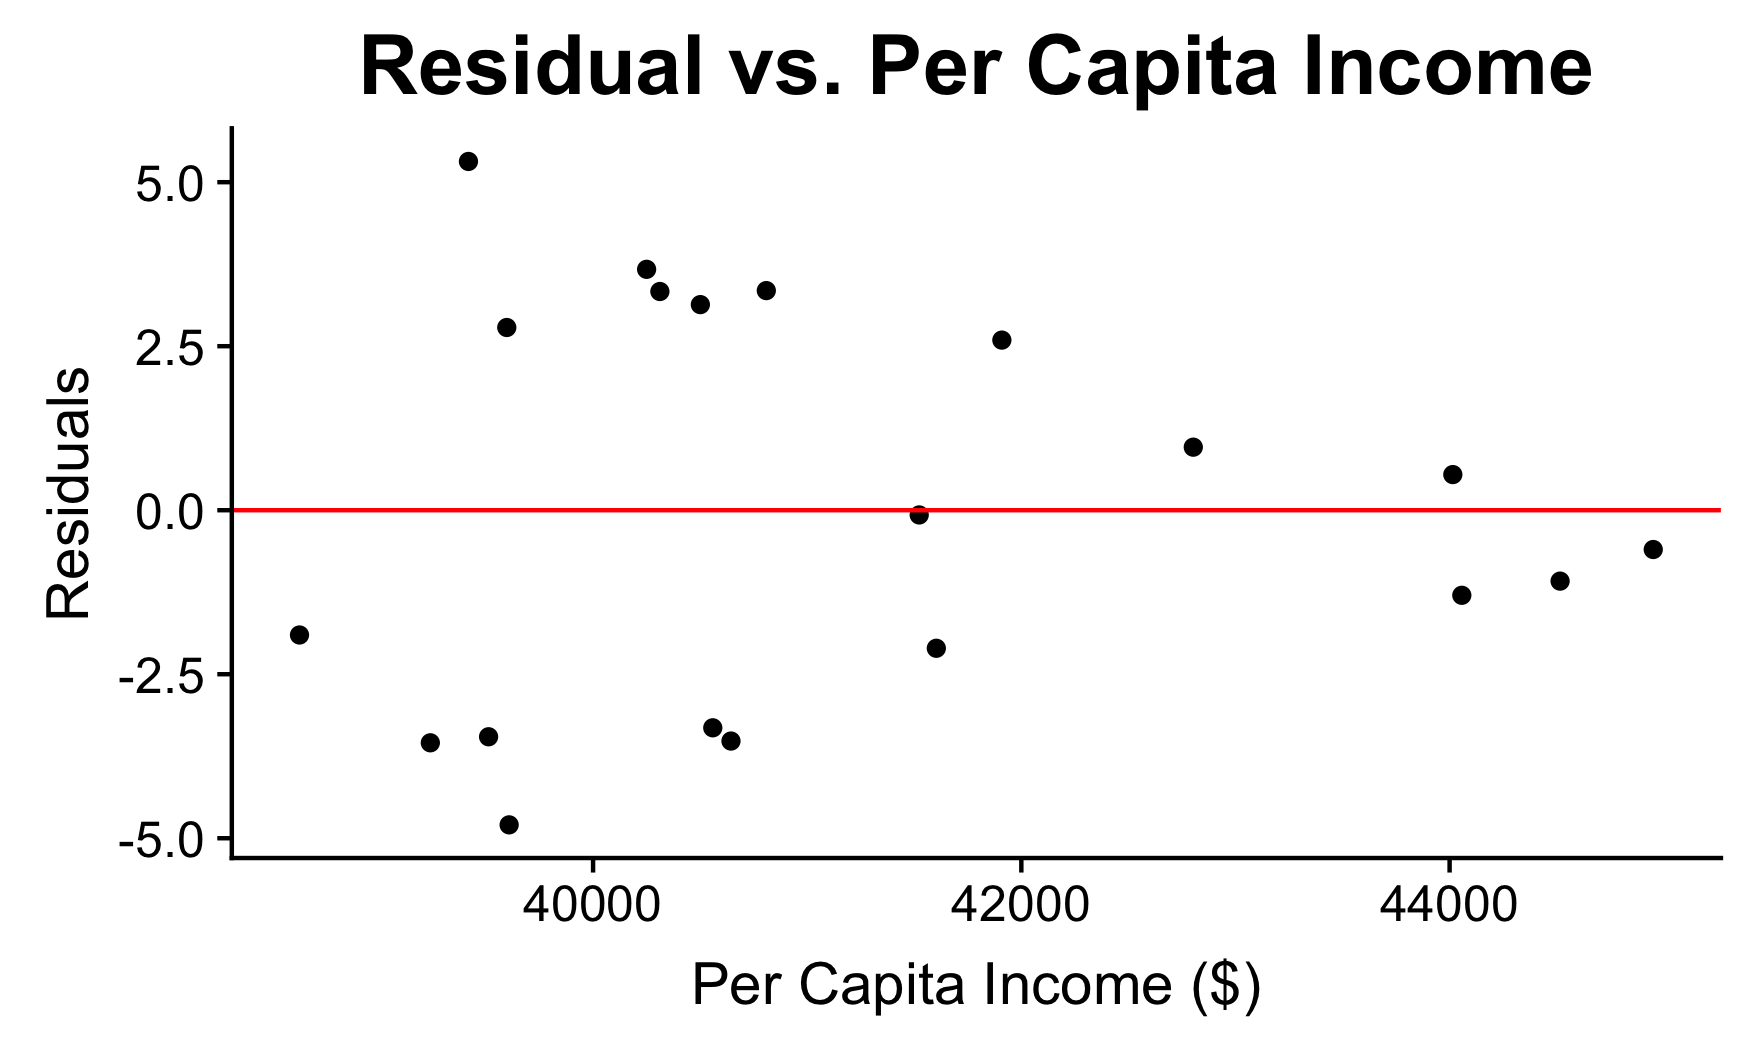 Residual vs. Per Capita Income
5.0
2.5
0.0
-2.5
-5.0
Residuals
40000 42000 44000
Per Capita Income ($)